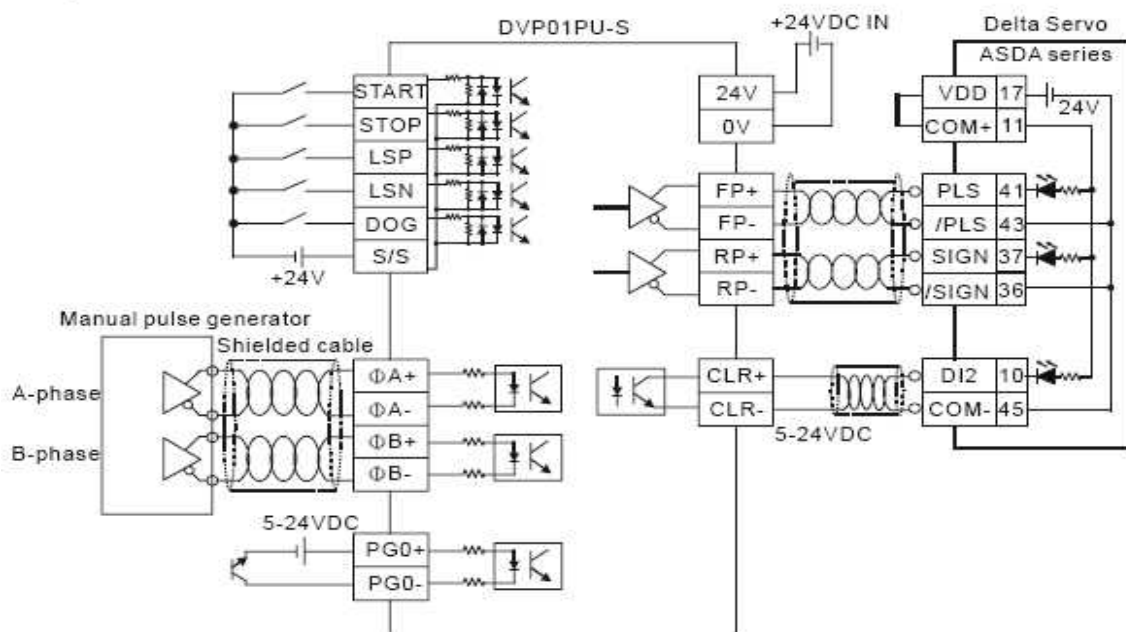 DVP01PU-S
+24VDC IN
Delta Servo
ASDA series
START
STOP
LSP
LSN
DOG
S/S
+24V
24V
0V
VDD 17
COM+ 11
24V
FP+
FP-
RP+
RP-
PLS 41
/PLS 43
SIGN 37
/SIGN 36
Manual pulse generator
Shielded cable
A-phase
B-phase
ΦA+
ΦA-
ΦB+
ΦB-
CLR+
CLR-
5-24VDC
DI2 10
COM- 45
5-24VDC
PG0+
PG0-